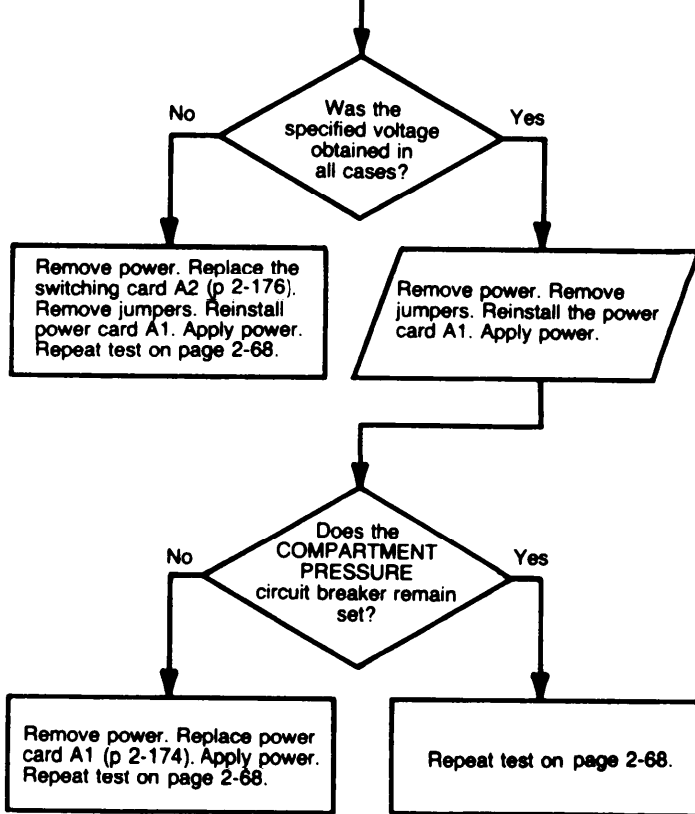 Was the
specified voltage
obtained in
all cases?
No
Yes
Remove power. Replace the
switching card A2 (p 2-176).
Remove jumpers. Reinstall
power card A1. Apply power.
Repeat test on page 2-68.
Remove power. Remove
jumpers. Reinstall the power
card A1. Apply power.
Does the
COMPARTMENT
PRESSURE
circuit breaker remain
set?
No
Yes
Remove power. Replace power
card A1 (p 2-174). Apply power.
Repeat test on page 2-68.
Repeat test on page 2-68.